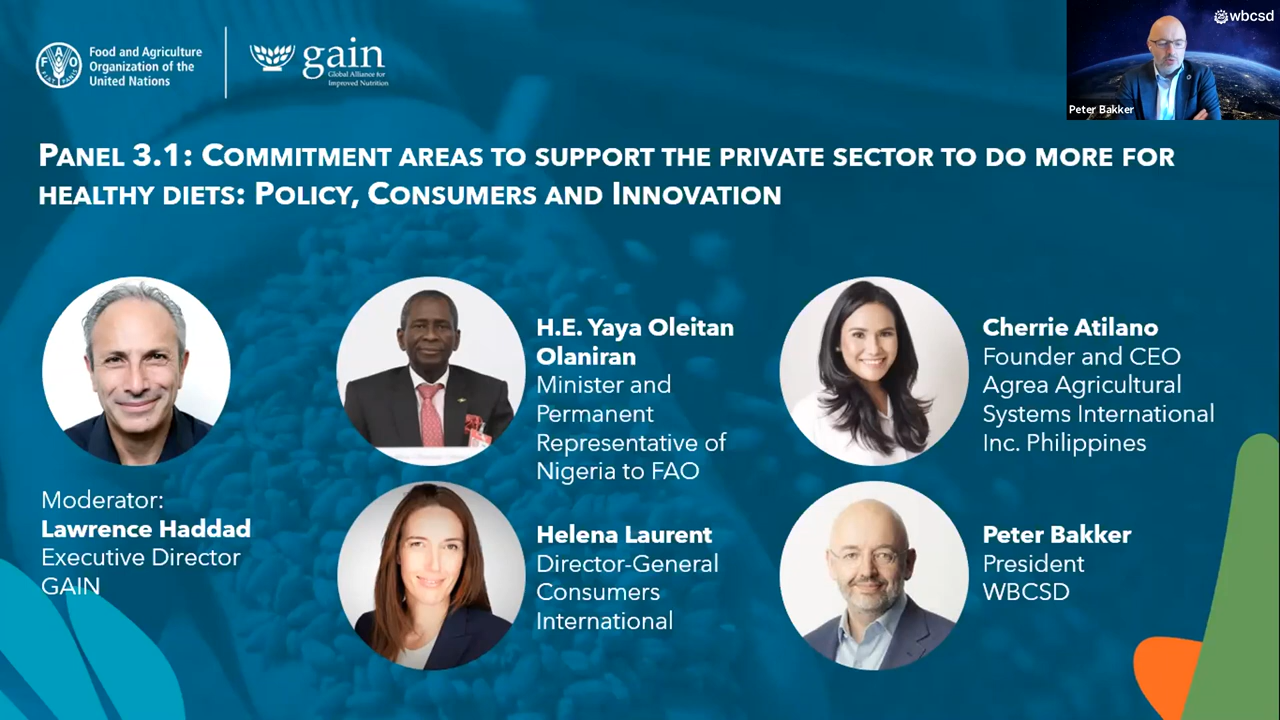 Food and Agriculture
Organization of the
United Nations
gain
Global Alliance for
Improved Nutrition
wbcsd
Peter Bakker
PANEL 3.1: COMMITMENT AREAS TO SUPPORT THE PRIVATE SECTOR TO DO MORE FOR
HEALTHY DIETS: POLICY, CONSUMERS AND INNOVATION
Moderator:
Lawrence Haddad
Executive Director
GAIN
H.E. Yaya Oleitan
Olaniran
Minister and
Permanent
Representative of
Nigeria to FAO
Cherrie Atilano
Founder and CEO
Agrea Agricultural
Systems International
Inc. Philippines
Helena Laurent
Director-General
Consumers
International
Peter Bakker
President
WBCSD